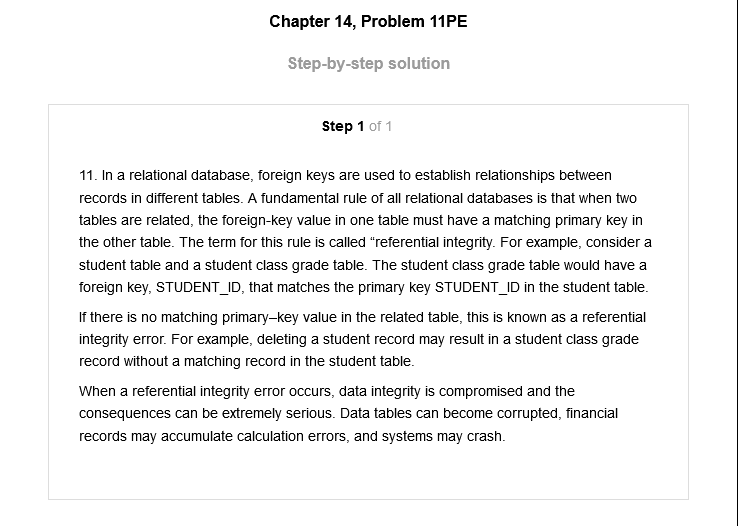 Chapter 14, Problem 11PE
Step-by-step solution
Step 1 of 1
11. In a relational database, foreign keys are used to establish relationships between
records in different tables. A fundamental rule of all relational databases is that when two
tables are related, the foreign-key value in one table must have a matching primary key in
the other table. The term for this rule is called “referential integrity. For example, consider a
student table and a student class grade table. The student class grade table would have a
foreign key, STUDENT_ID, that matches the primary key STUDENT_ID in the student table.
If there is no matching primary–key value in the related table, this is known as a referential
integrity error. For example, deleting a student record may result in a student class grade
record without a matching record in the student table.
When a referential integrity error occurs, data integrity is compromised and the
consequences can be extremely serious. Data tables can become corrupted, financial
records may accumulate calculation errors, and systems may crash.